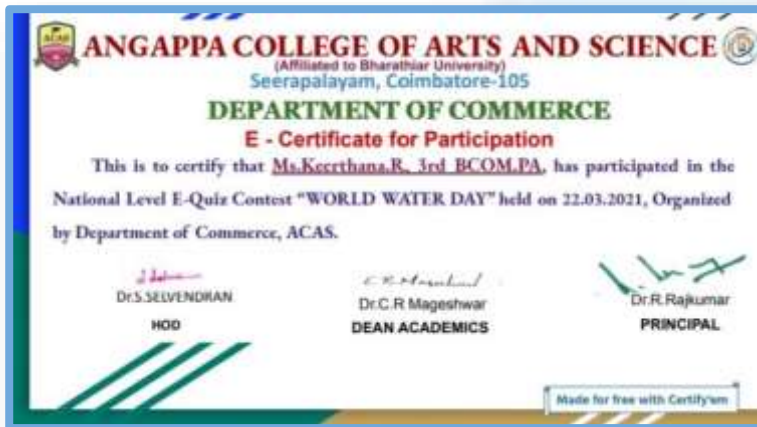 ACAS
ANGAPPA COLLEGE OF ARTS AND SCIENCE
(Affiliated to Bharathiar University)
Seerapalayam, Coimbatore-105
DEPARTMENT OF COMMERCE
E - Certificate for Participation
This is to certify that Ms.Keerthana.R, 3rd BCOM.PA, has participated in the
National Level E-Quiz Contest "WORLD WATER DAY" held on 22.03.2021, Organized
by Department of Commerce, ACAS.
Dr.S.SELVENDRAN
HOD
Dr.C.R Mageshwar
DEAN ACADEMICS
Dr.R.Rajkumar
PRINCIPAL
Made for free with Certify'em